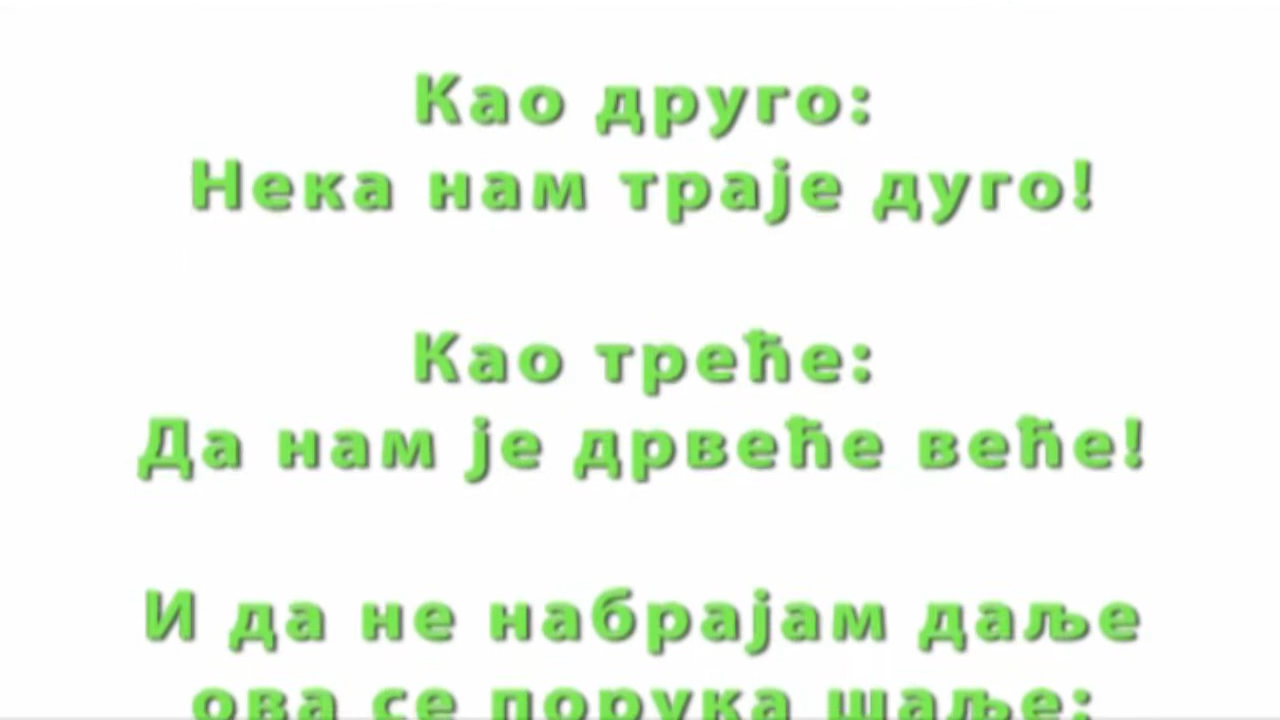 Као друго:
Нека нам траје дуго!
Као треће:
Да нам је дрвеће веће!
И да не набрајам даље
ова се порука шаље: